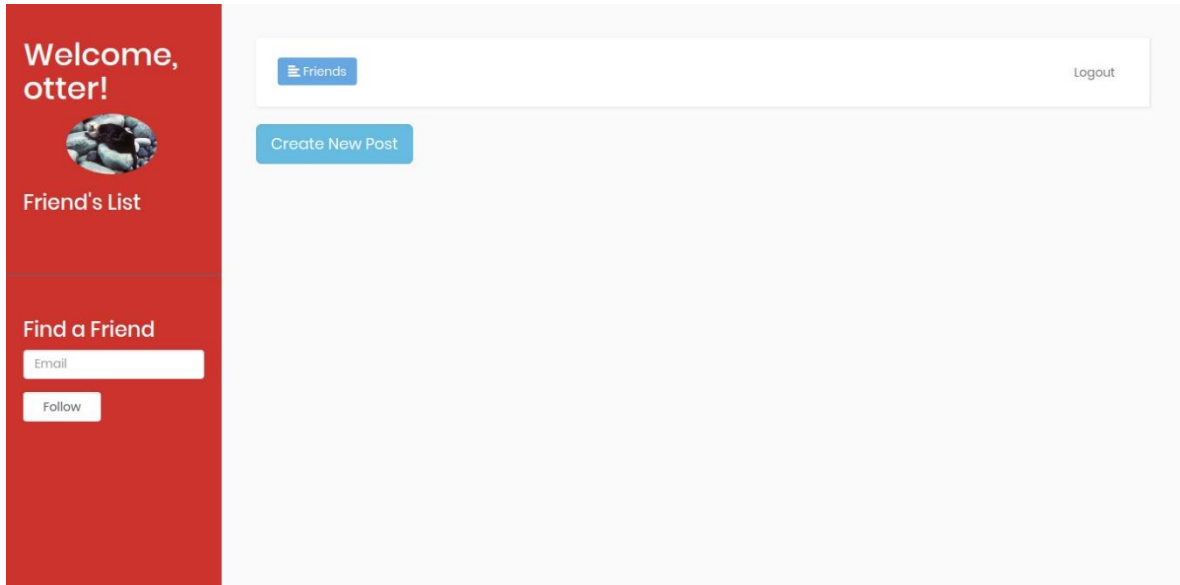 Welcome,
otter!
Friend's List
Find a Friend
Email
Follow
Friends
Logout
Create New Post